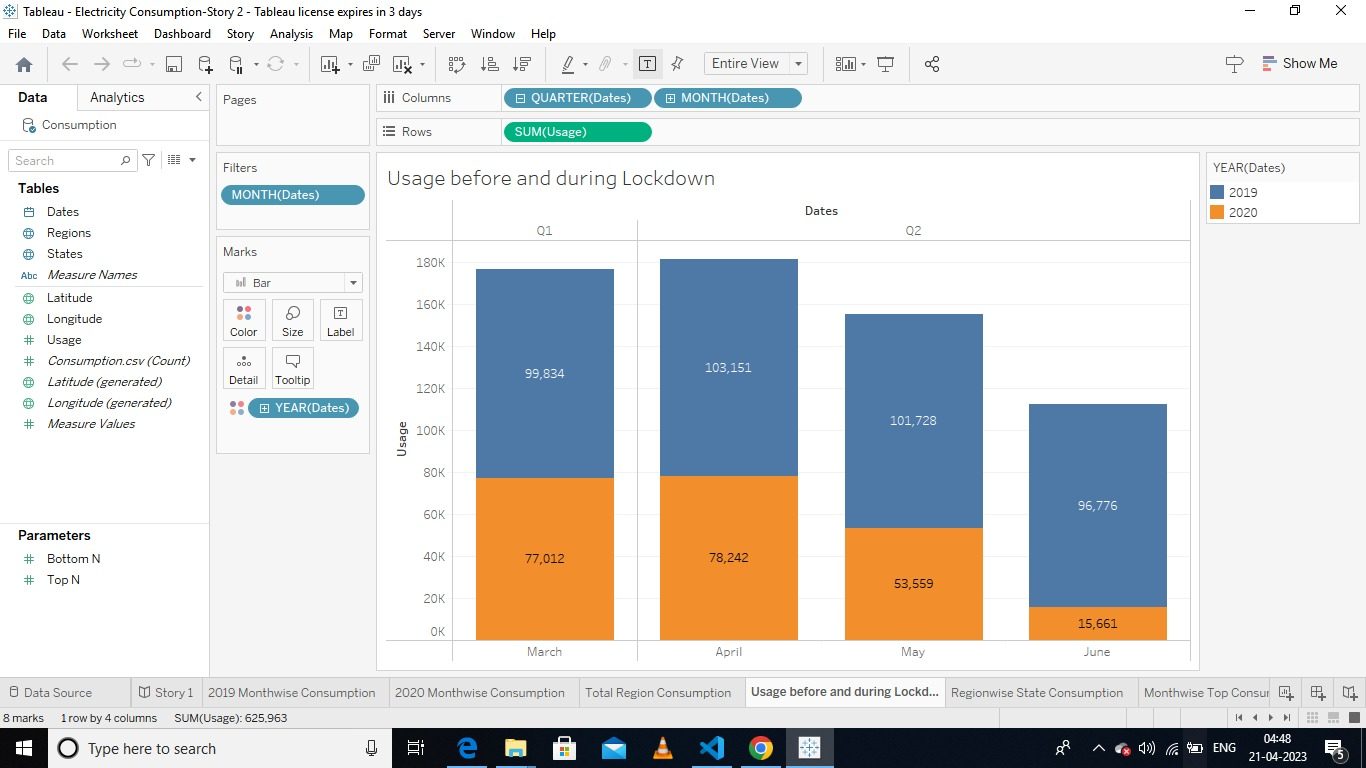 Tableau - Electricity Consumption-Story 2 - Tableau license expires in 3 days
File Data Worksheet Dashboard Story Analysis Map Format Server Window Help
Entire View
Show Me
Data Analytics
Consumption
Search
Tables
Dates
Regions
States
Abc Measure Names
Latitude
Longitude
Usage
Consumption.csv (Count)
Latitude (generated)
Longitude (generated)
Measure Values
Parameters
Bottom N
Top N
Pages
Filters
MONTH(Dates)
Marks
Bar
Color Size Label
Detail Tooltip
YEAR(Dates)
Columns QUARTER(Dates) MONTH(Dates)
Rows SUM(Usage)
Usage before and during Lockdown
Dates
Q1 Q2
Usage
180K
160K
140K
120K
100K
80K
60K
40K
20K
0K
99,834 103,151 101,728 96,776
77,012 78,242 53,559 15,661
March April May June
YEAR(Dates)
2019
2020
Data Source Story 1 2019 Monthwise Consumption 2020 Monthwise Consumption Total Region Consumption Usage before and during Lockd... Regionwise State Consumption Monthwise Top Consur
8 marks 1 row by 4 columns SUM(Usage): 625,963
Type here to search
ENG
04:48
21-04-2023
5